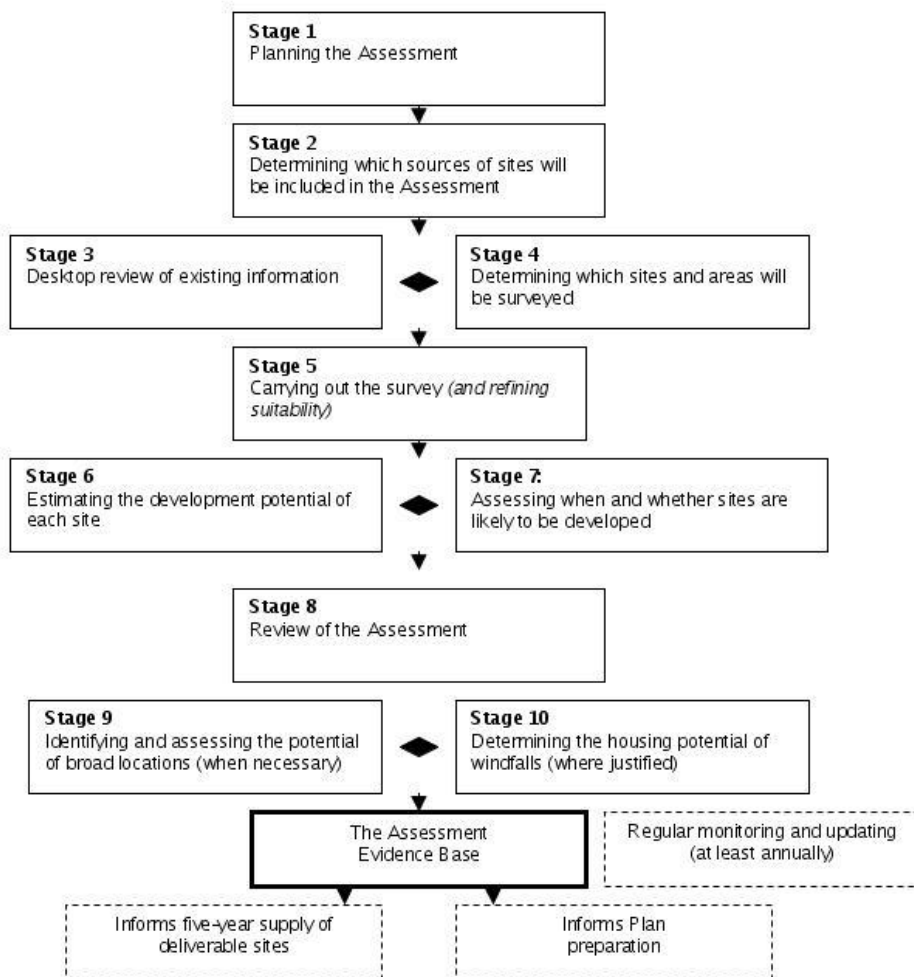 Stage 1
Planning the Assessment
Stage 2
Determining which sources of sites will
be included in the Assessment
Stage 3
Desktop review of existing information
Stage 4
Determining which sites and areas will
be surveyed
Stage 5
Carrying out the survey (and refining
suitability)
Stage 6
Estimating the development potential of
each site
Stage 7:
Assessing when and whether sites are
likely to be developed
Stage 8
Review of the Assessment
Stage 9
Identifying and assessing the potential
of broad locations (when necessary)
Stage 10
Determining the housing potential of
windfalls (where justified)
The Assessment
Evidence Base
Regular monitoring and updating
(at least annually)
Informs five-year supply of
deliverable sites
Informs Plan
preparation